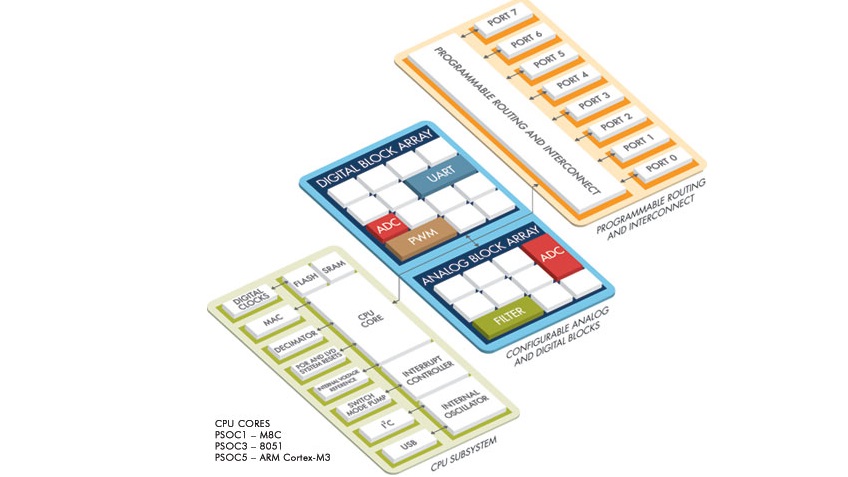 PORT 7
PORT 6
PORT 5
PORT 4
PORT 3
PORT 2
PORT 1
PORT 0
PROGRAMMABLE ROUTING AND INTERCONNECT
PROGRAMMABLE ROUTING
AND INTERCONNECT
DIGITAL BLOCK ARRAY
UART
ADC
PWM
ANALOG BLOCK ARRAY
ADC
FILTER
CONFIGURABLE ANALOG
AND DIGITAL BLOCKS
FLASH
SRAM
DIGITAL
CLOCKS
MAC
DECIMATOR
POR AND LVD
SYSTEM RESETS
INTERNAL VOLTAGE
REFERENCE
SWITCH
MODE PUMP
I²C
USB
CPU
CORE
INTERRUPT
CONTROLLER
INTERNAL
OSCILLATOR
CPU SUBSYSTEM
CPU CORES
PSOC1 – M8C
PSOC3 – 8051
PSOC5 – ARM Cortex-M3